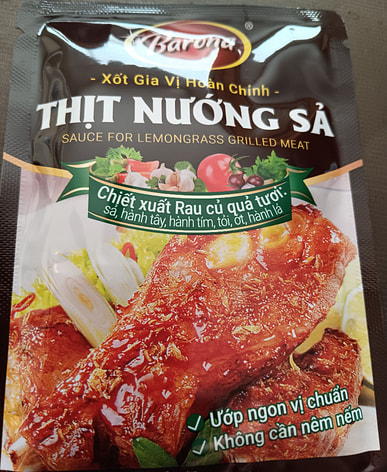 Barona
®
- Xốt Gia Vị Hoàn Chỉnh -
THỊT NƯỚNG SẢ
SAUCE FOR LEMONGRASS GRILLED MEAT
Chiết xuất Rau củ quả tươi:
sả, hành tây, hành tím, tỏi, ớt, hành lá
Ướp ngon vị chuẩn
Không cần nêm nếm